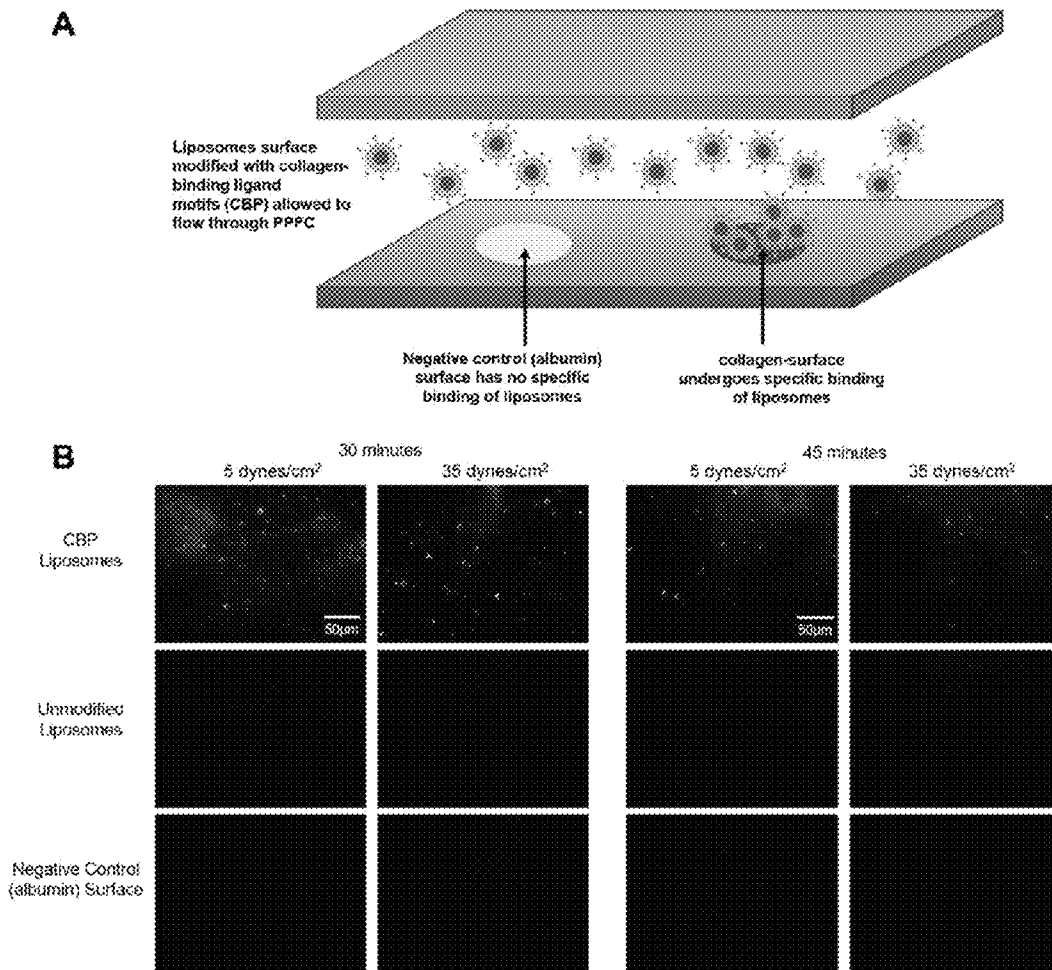 A
Liposomes surface
modified with collagen-
binding ligand
motifs (CBP) allowed to
flow through PPFC
Negative control (albumin)
surface has no specific
binding of liposomes
collagen-surface
undergoes specific binding
of liposomes
B
30 minutes
45 minutes
5 dynes/cm²
35 dynes/cm²
5 dynes/cm²
35 dynes/cm²
CBP
Liposomes
50μm
50μm
Unmodified
Liposomes
Negative Control
(albumin) Surface